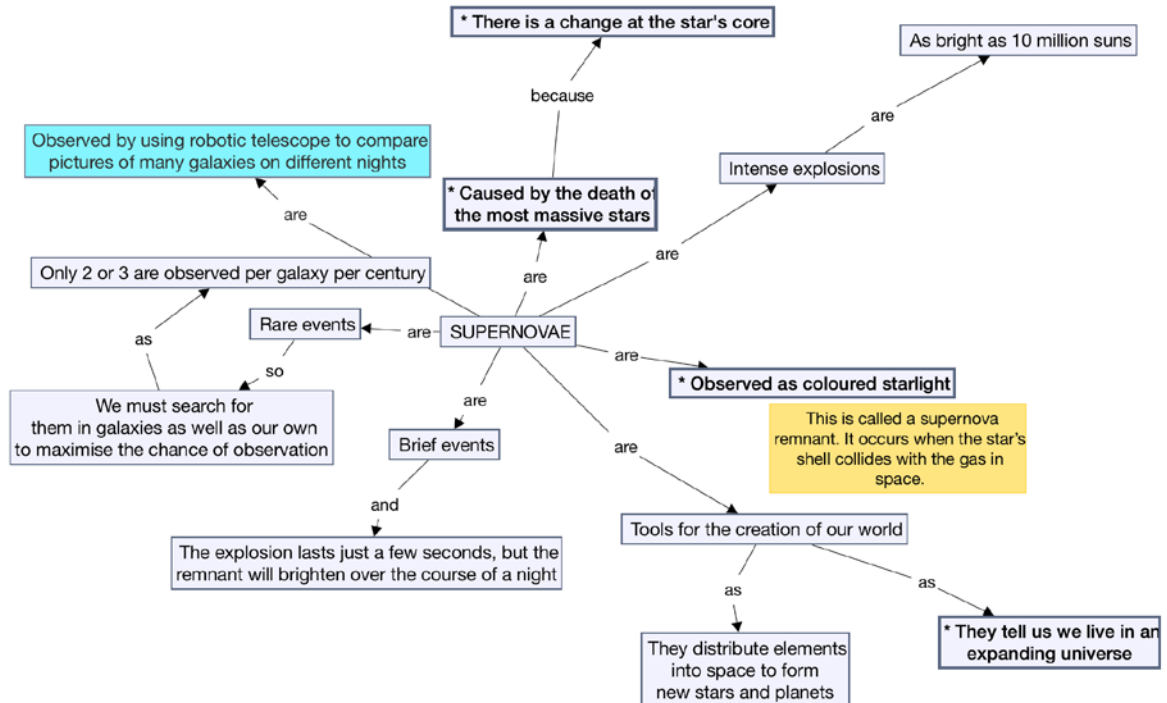 * There is a change at the star's core
As bright as 10 million suns
because
are
Observed by using robotic telescope to compare
pictures of many galaxies on different nights
Intense explosions
* Caused by the death of
the most massive stars
are
are
are
Only 2 or 3 are observed per galaxy per century
Rare events
are
SUPERNOVAE
as
are
so
* Observed as coloured starlight
We must search for
them in galaxies as well as our own
to maximise the chance of observation
are
This is called a supernova
remnant. It occurs when the star's
shell collides with the gas in
space.
Brief events
are
and
Tools for the creation of our world
The explosion lasts just a few seconds, but the
remnant will brighten over the course of a night
as
as
They distribute elements
into space to form
new stars and planets
* They tell us we live in an
expanding universe